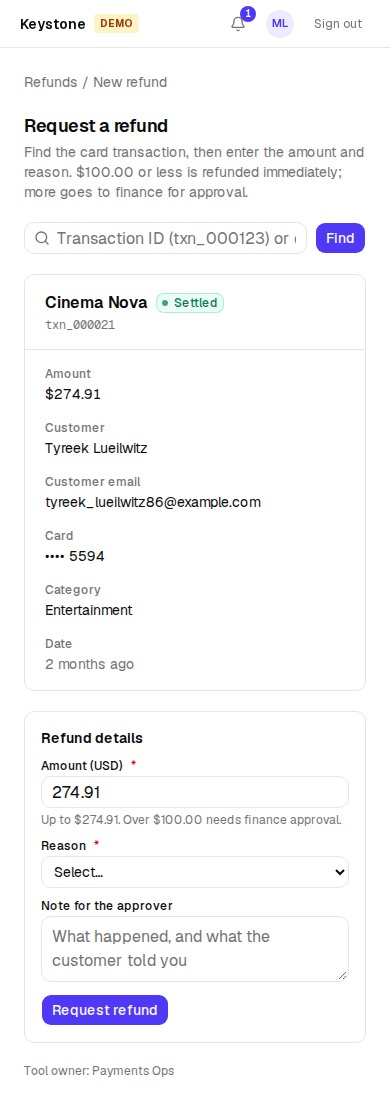 Keystone DEMO 1 ML Sign out
Refunds / New refund
Request a refund
Find the card transaction, then enter the amount and
reason. $100.00 or less is refunded immediately;
more goes to finance for approval.
Transaction ID (txn_000123) or Find
Cinema Nova Settled
txn_000021
Amount
$274.91
Customer
Tyreek Lueilwitz
Customer email
tyreek_lueilwitz86@example.com
Card
•••• 5594
Category
Entertainment
Date
2 months ago
Refund details
Amount (USD) *
274.91
Up to $274.91. Over $100.00 needs finance approval.
Reason *
Select...
Note for the approver
What happened, and what the
customer told you
Request refund
Tool owner: Payments Ops